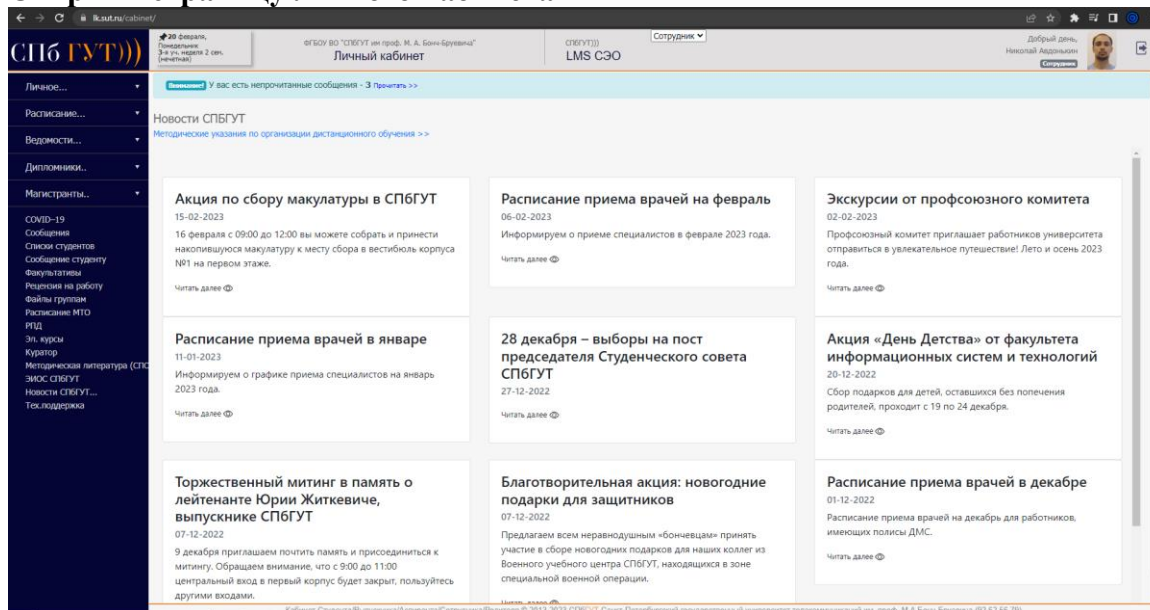 lk.sut.ru/cabinet/
СПб ГУТ)))
20 февраля,
Понедельник
3-я уч. неделя 2 сем.
(нечетная)
ФГБОУ ВО "СПбГУТ им проф. М. А. Бонч-Бруевича"
Личный кабинет
СПбГУТ)))
LMS СЭО
Сотрудник
Добрый день,
Николай Авдонькин
Сотрудник
Личное...
Расписание...
Ведомости...
Дипломники..
Магистранты..
COVID-19
Сообщения
Списки студентов
Сообщение студенту
Факультативы
Рецензия на работу
Файлы группам
Расписание МТО
РПД
Эл. курсы
Куратор
Методическая литература (СПб
ЭИОС СПбГУТ
Новости СПбГУТ...
Тех.поддержка
Внимание! У вас есть непрочитанные сообщения - 3 Прочитать >>
Новости СПбГУТ
Методические указания по организации дистанционного обучения >>
Акция по сбору макулатуры в СПбГУТ
15-02-2023
16 февраля с 09:00 до 12:00 вы можете собрать и принести
накопившуюся макулатуру к месту сбора в вестибюль корпуса
№1 на первом этаже.
Читать далее
Расписание приема врачей на февраль
06-02-2023
Информируем о приеме специалистов в феврале 2023 года.
Читать далее
Экскурсии от профсоюзного комитета
02-02-2023
Профсоюзный комитет приглашает работников университета
отправиться в увлекательное путешествие! Лето и осень 2023
года.
Читать далее
Расписание приема врачей в январе
11-01-2023
Информируем о графике приема специалистов на январь
2023 года.
Читать далее
28 декабря – выборы на пост
председателя Студенческого совета
СПбГУТ
27-12-2022
Читать далее
Акция «День Детства» от факультета
информационных систем и технологий
20-12-2022
Сбор подарков для детей, оставшихся без попечения
родителей, проходит с 19 по 24 декабря.
Читать далее
Торжественный митинг в память о
лейтенанте Юрии Житкевиче,
выпускнике СПбГУТ
07-12-2022
9 декабря приглашаем почтить память и присоединиться к
митингу. Обращаем внимание, что с 9:00 до 11:00
центральный вход в первый корпус будет закрыт, пользуйтесь
другими входами.
Благотворительная акция: новогодние
подарки для защитников
07-12-2022
Предлагаем всем неравнодушным «бончевцам» принять
участие в сборе новогодних подарков для наших коллег из
Военного учебного центра СПбГУТ, находящихся в зоне
специальной военной операции.
Читать далее
Расписание приема врачей в декабре
01-12-2022
Расписание приема врачей на декабрь для работников,
имеющих полисы ДМС.
Читать далее